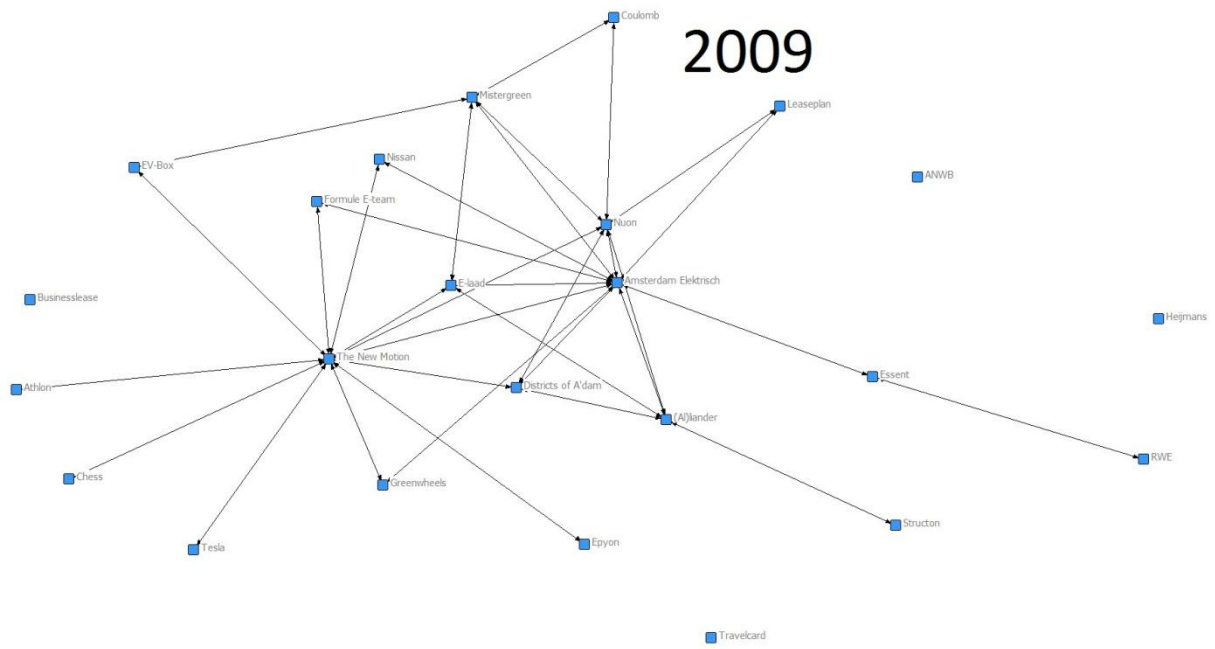 Coulomb
2009
Mistergreen
Leaseplan
Nissan
EV-Box
ANWB
Formule E-team
Nuon
Amsterdam Elektrisch
E-laad
Businesslease
Heijmans
The New Motion
Essent
Districts of A'dam
Athlon
(Al)liander
RWE
Chess
Greenwheels
Structon
Epyon
Tesla
Travelcard